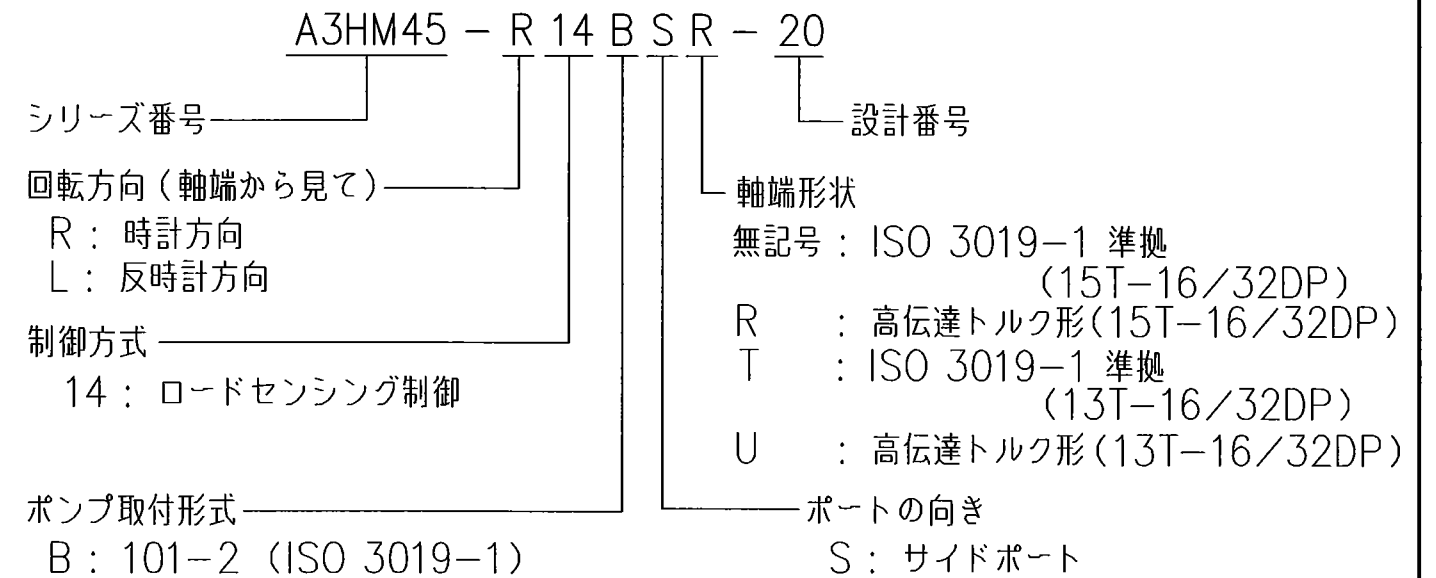 A3HM45 - R 14 B S R - 20
シリーズ番号
設計番号
回転方向(軸端から見て)
R : 時計方向
L : 反時計方向
制御方式
14 : ロードセンシング制御
ポンプ取付形式
B : 101-2 (ISO 3019-1)
軸端形状
無記号 : ISO 3019-1 準拠
(15T-16/32DP)
R : 高伝達トルク形(15T-16/32DP)
T : ISO 3019-1 準拠
(13T-16/32DP)
U : 高伝達トルク形(13T-16/32DP)
ポートの向き
S : サイドポート